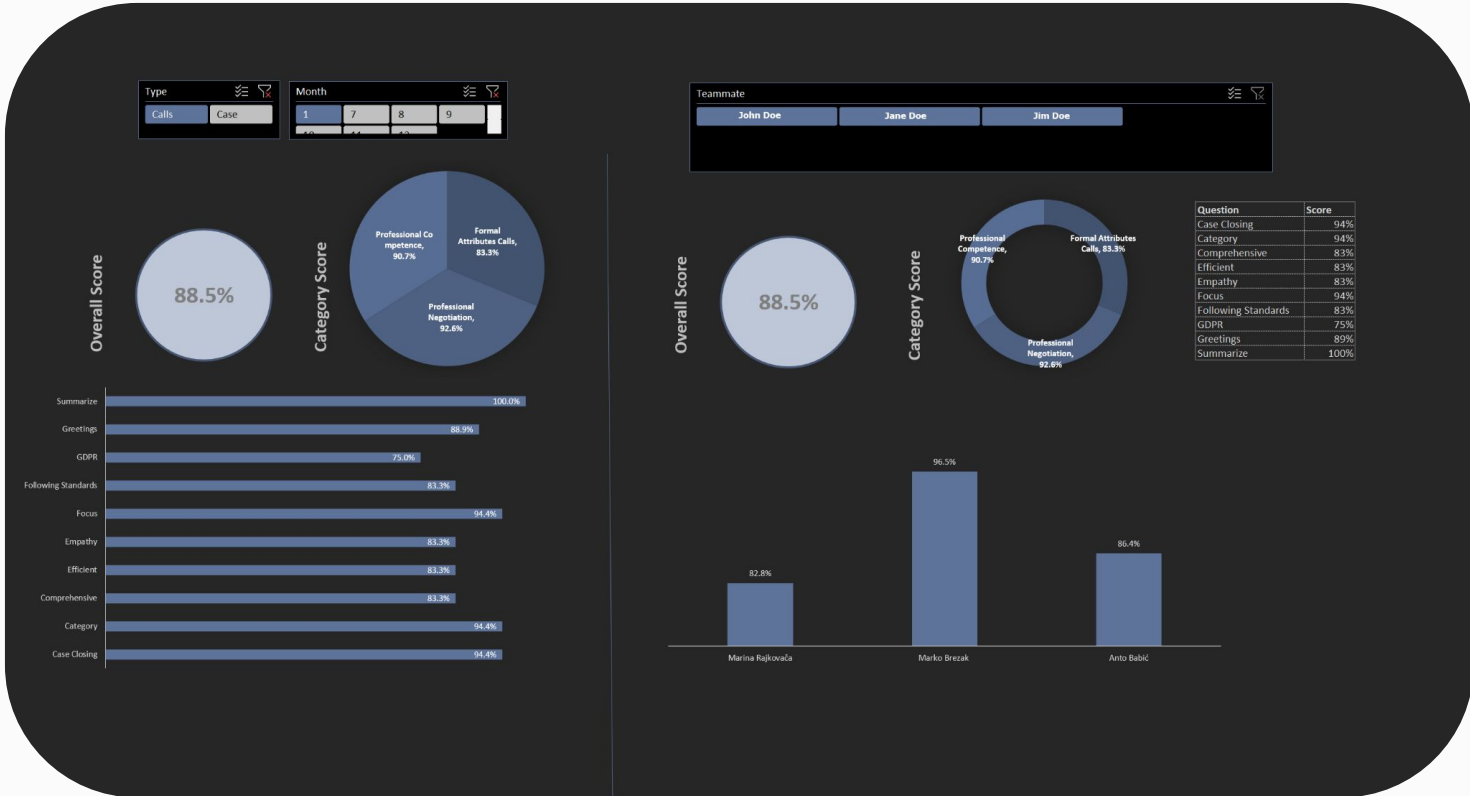 Type
Calls
Case
Month
1
7
8
9
10
11
12
Teammate
John Doe
Jane Doe
Jim Doe
Overall Score
88.5%
Category Score
Professional Co
mpetence,
90.7%
Formal
Attributes Calls,
83.3%
Professional
Negotiation,
92.6%
Overall Score
88.5%
Category Score
Professional
Competence,
90.7%
Formal Attributes
Calls, 83.3%
Professional
Negotiation,
92.6%
Question Score
Case Closing 94%
Category 94%
Comprehensive 83%
Efficient 83%
Empathy 83%
Focus 94%
Following Standards 83%
GDPR 75%
Greetings 89%
Summarize 100%
Summarize 100.0%
Greetings 88.9%
GDPR 75.0%
Following Standards 83.3%
Focus 94.4%
Empathy 83.3%
Efficient 83.3%
Comprehensive 83.3%
Category 94.4%
Case Closing 94.4%
82.8%
96.5%
86.4%
Marina Rajkovača
Marko Brezak
Anto Babić